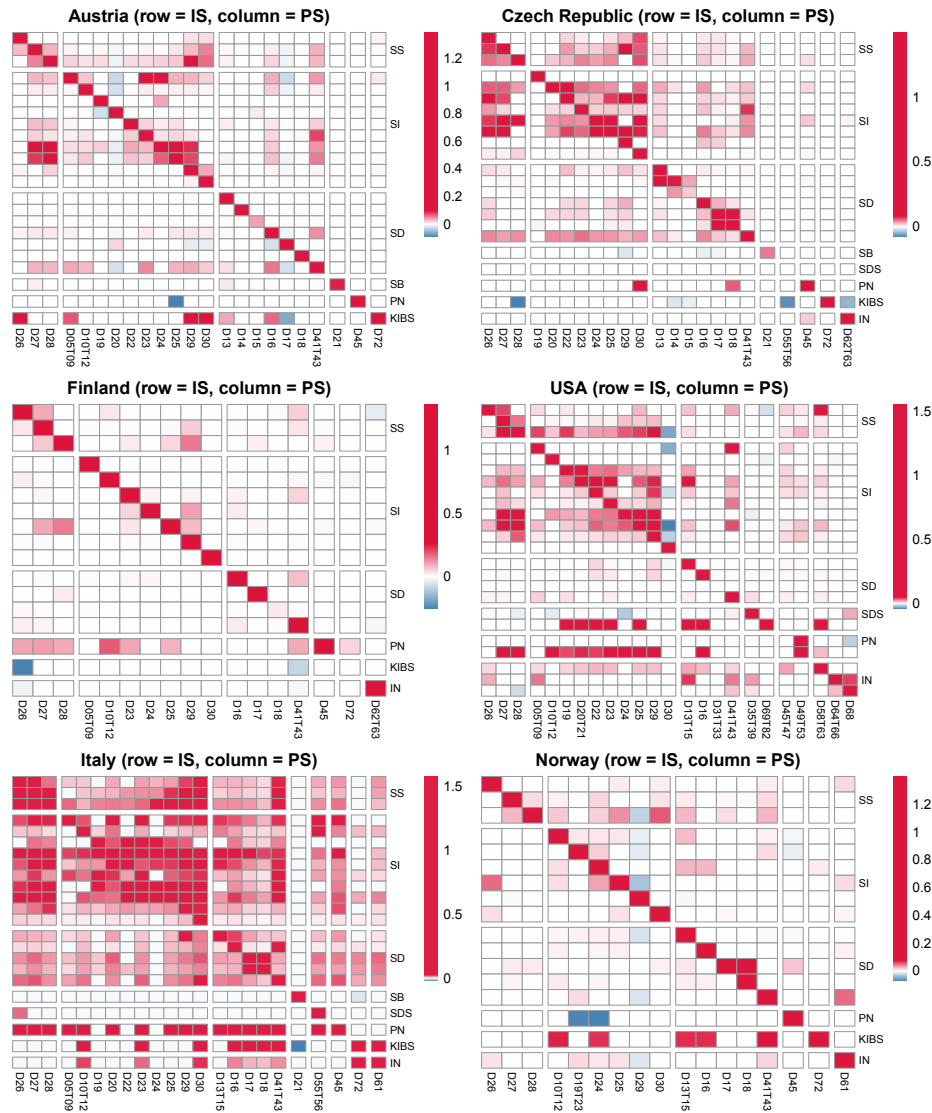 Austria (row = IS, column = PS)
SS
SI
SD
SB
PN
KIBS
1.2
1
0.8
0.6
0.4
0.2
0
D26
D27
D28
D05T09
D10T12
D19
D20
D22
D23
D24
D25
D29
D30
D13
D14
D15
D16
D17
D18
D41T43
D21
D45
D72
Czech Republic (row = IS, column = PS)
SS
SI
SD
SB
SDS
PN
KIBS
IN
1
0.5
0
D26
D27
D28
D19
D20
D22
D23
D24
D25
D29
D30
D13
D14
D15
D16
D17
D18
D41T43
D21
D55T56
D45
D72
D62T63
Finland (row = IS, column = PS)
SS
SI
SD
PN
KIBS
IN
1
0.5
0
D26
D27
D28
D05T09
D10T12
D23
D24
D25
D29
D30
D16
D17
D18
D41T43
D45
D72
D62T63
USA (row = IS, column = PS)
SS
SI
SD
SDS
PN
IN
1.5
1
0.5
0
D26
D27
D28
D05T09
D10T12
D19
D20T21
D22
D23
D24
D25
D29
D30
D13T15
D16
D31T33
D41T43
D35T39
D69T82
D45T47
D49T53
D58T63
D64T66
D68
Italy (row = IS, column = PS)
SS
SI
SD
SB
SDS
PN
KIBS
IN
1.5
1
0.5
0
D26
D27
D28
D05T09
D10T12
D19
D20
D22
D23
D24
D25
D29
D30
D13T15
D16
D17
D18
D41T43
D21
D55T56
D45
D72
D61
Norway (row = IS, column = PS)
SS
SI
SD
PN
KIBS
IN
1.2
1
0.8
0.6
0.4
0.2
0
D26
D27
D28
D10T12
D19T23
D24
D25
D29
D30
D13T15
D16
D17
D18
D41T43
D45
D72
D61